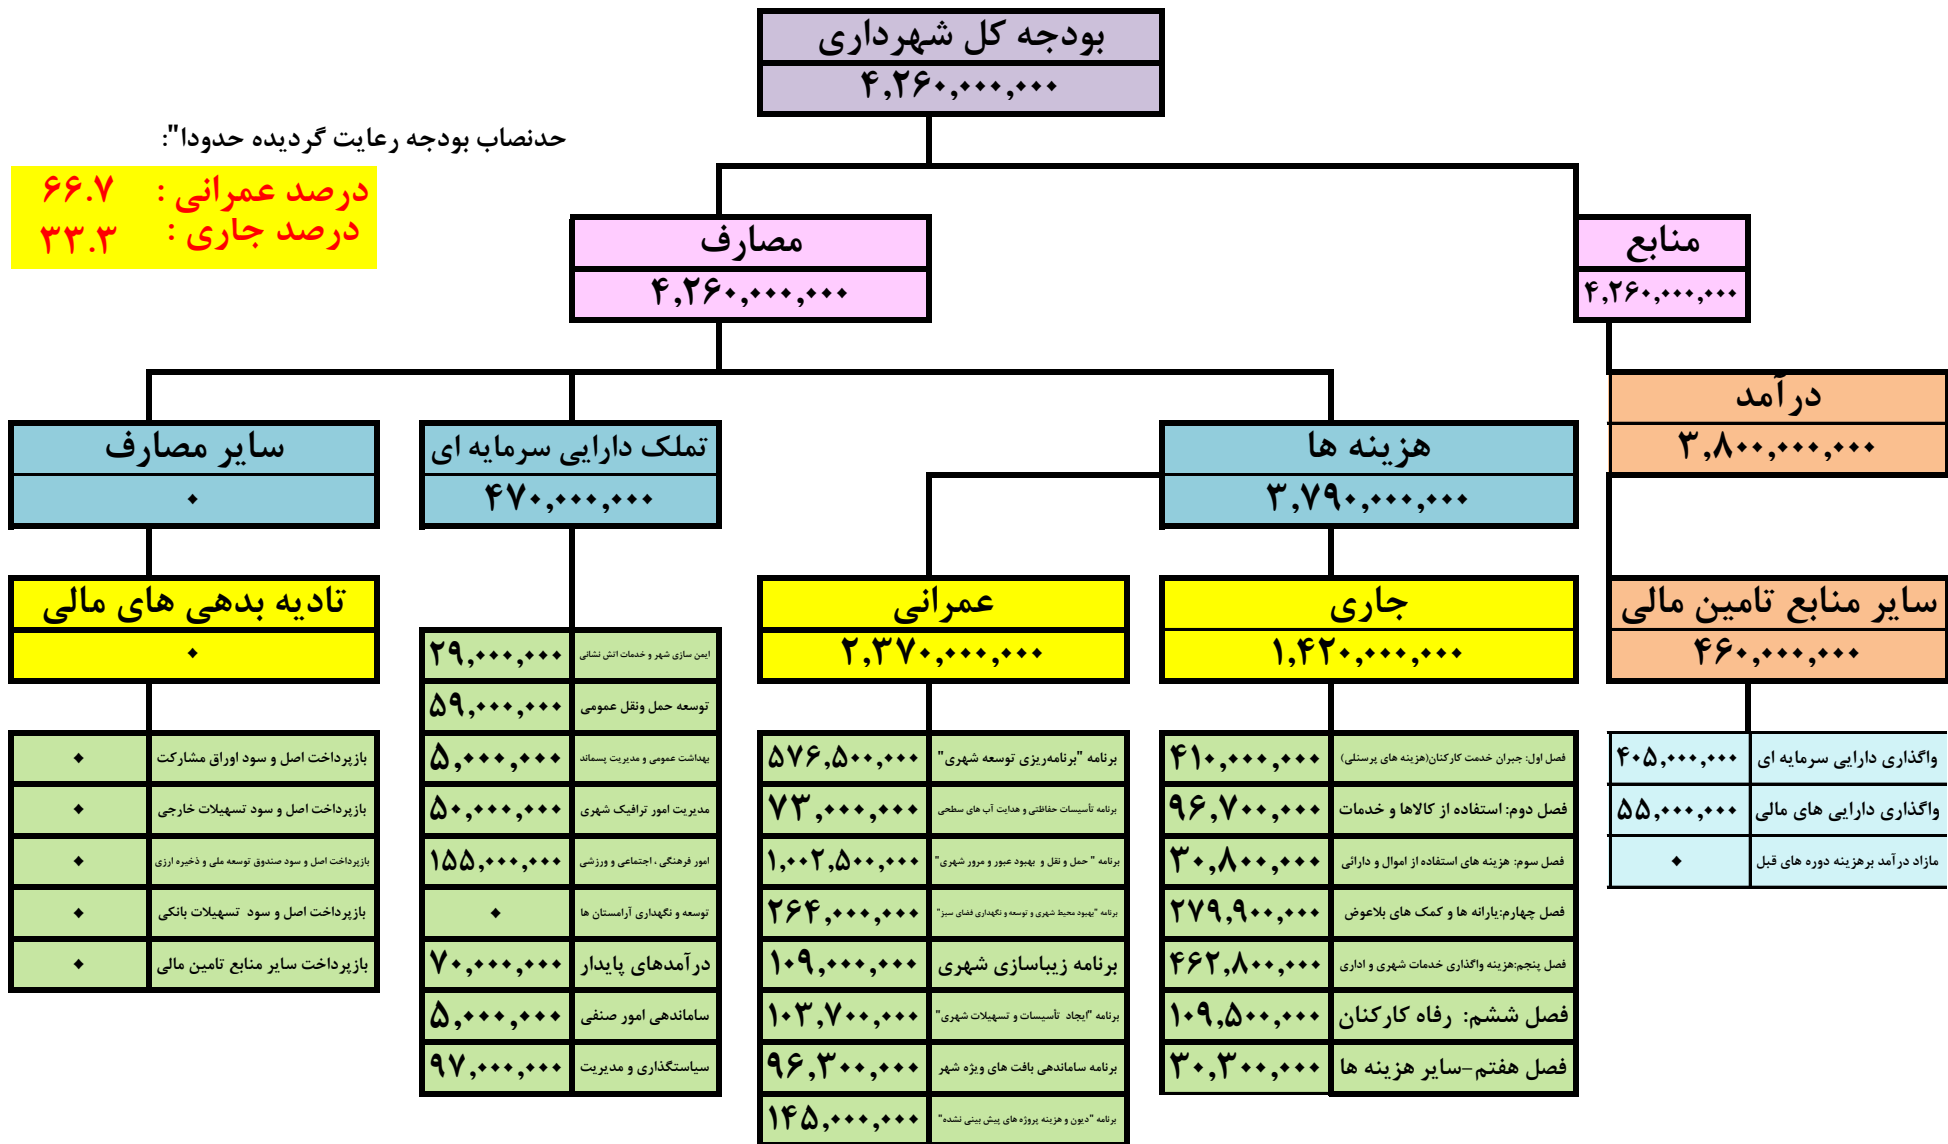 بودجه کل شهرداری
۴,۲۶۰,۰۰۰,۰۰۰
حدنصاب بودجه رعایت گردیده حدودا":
درصد عمرانی : ۶۶.۷
درصد جاری : ۳۳.۳
منابع
۴,۲۶۰,۰۰۰,۰۰۰
مصارف
۴,۲۶۰,۰۰۰,۰۰۰
درآمد
۳,۸۰۰,۰۰۰,۰۰۰
سایر منابع تامین مالی
۴۶۰,۰۰۰,۰۰۰
واگذاری دارایی سرمایه ای ۴۰۵,۰۰۰,۰۰۰
واگذاری دارایی های مالی ۵۵,۰۰۰,۰۰۰
مازاد درآمد برهزینه دوره های قبل ۰
هزینه ها
۳,۷۹۰,۰۰۰,۰۰۰
جاری
۱,۴۲۰,۰۰۰,۰۰۰
فصل اول: جبران خدمت کارکنان(هزینه های پرسنلی) ۴۱۰,۰۰۰,۰۰۰
فصل دوم: استفاده از کالاها و خدمات ۹۶,۷۰۰,۰۰۰
فصل سوم: هزینه های استفاده از اموال و دارائی ۳۰,۸۰۰,۰۰۰
فصل چهارم:یارانه ها و کمک های بلاعوض ۲۷۹,۹۰۰,۰۰۰
فصل پنجم:هزینه واگذاری خدمات شهری و اداری ۴۶۲,۸۰۰,۰۰۰
فصل ششم: رفاه کارکنان ۱۰۹,۵۰۰,۰۰۰
فصل هفتم-سایر هزینه ها ۳۰,۳۰۰,۰۰۰
عمرانی
۲,۳۷۰,۰۰۰,۰۰۰
برنامه "برنامه‌ریزی توسعه شهری" ۵۷۶,۵۰۰,۰۰۰
برنامه تأسیسات حفاظتی و هدایت آب های سطحی ۷۳,۰۰۰,۰۰۰
برنامه " حمل و نقل و بهبود عبور و مرور شهری" ۱,۰۰۲,۵۰۰,۰۰۰
برنامه "بهبود محیط شهری و توسعه و نگهداری فضای سبز" ۲۶۴,۰۰۰,۰۰۰
برنامه زیباسازی شهری ۱۰۹,۰۰۰,۰۰۰
برنامه "ایجاد تأسیسات و تسهیلات شهری" ۱۰۳,۷۰۰,۰۰۰
برنامه ساماندهی بافت های ویژه شهر ۹۶,۳۰۰,۰۰۰
برنامه "دیون و هزینه پروژه های پیش بینی نشده" ۱۴۵,۰۰۰,۰۰۰
تملک دارایی سرمایه ای
۴۷۰,۰۰۰,۰۰۰
ایمن سازی شهر و خدمات اتش نشانی ۲۹,۰۰۰,۰۰۰
توسعه حمل ونقل عمومی ۵۹,۰۰۰,۰۰۰
بهداشت عمومی و مدیریت پسماند ۵,۰۰۰,۰۰۰
مدیریت امور ترافیک شهری ۵۰,۰۰۰,۰۰۰
امور فرهنگی ، اجتماعی و ورزشی ۱۵۵,۰۰۰,۰۰۰
توسعه و نگهداری آرامستان ها ۰
درآمدهای پایدار ۷۰,۰۰۰,۰۰۰
ساماندهی امور صنفی ۵,۰۰۰,۰۰۰
سیاستگذاری و مدیریت ۹۷,۰۰۰,۰۰۰
سایر مصارف
۰
تادیه بدهی های مالی
۰
بازپرداخت اصل و سود اوراق مشارکت ۰
بازپرداخت اصل و سود تسهیلات خارجی ۰
بازپرداخت اصل و سود صندوق توسعه ملی و ذخیره ارزی ۰
بازپرداخت اصل و سود تسهیلات بانکی ۰
بازپرداخت سایر منابع تامین مالی ۰